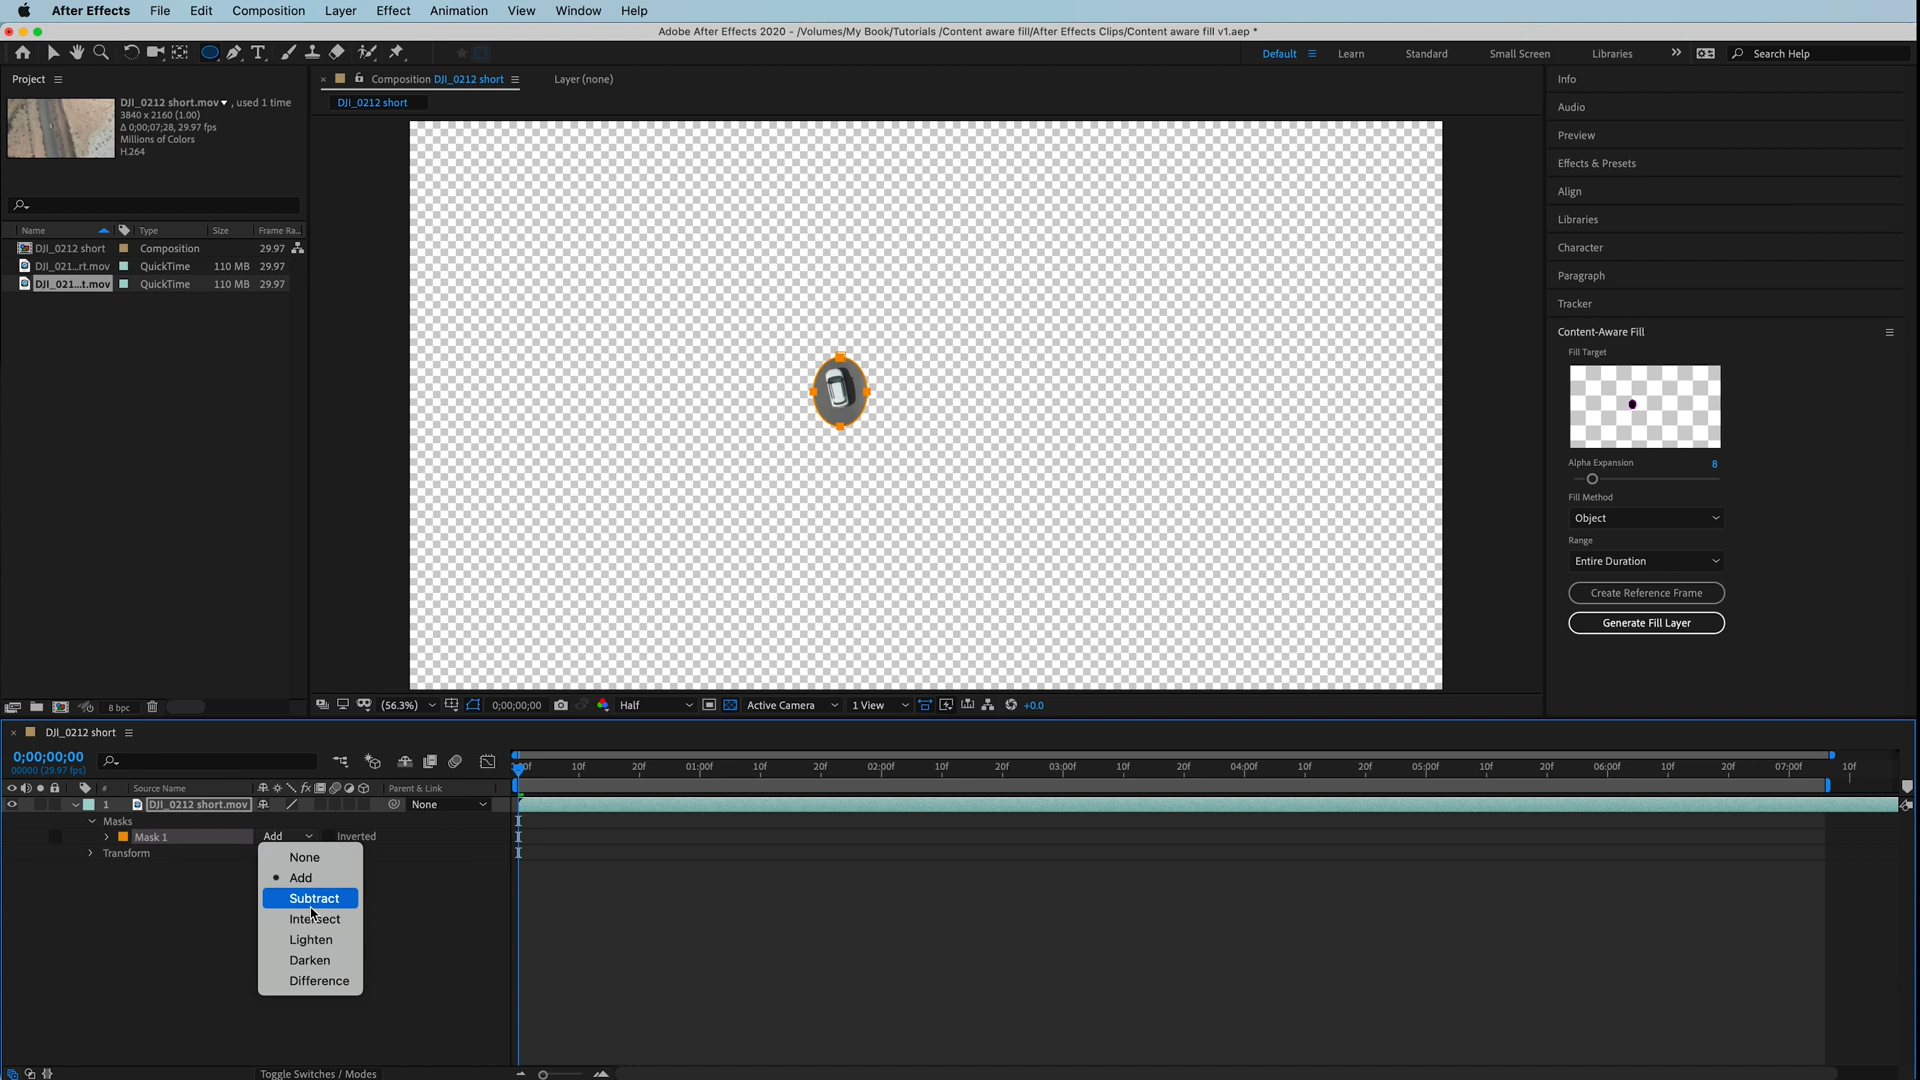 After Effects File Edit Composition Layer Effect Animation View Window Help
Adobe After Effects 2020 - /Volumes/My Book/Tutorials /Content aware fill/After Effects Clips/Content aware fill v1.aep *
Default Learn Standard Small Screen Libraries Search Help
Project
Composition DJI_0212 short
Layer (none)
DJI_0212 short
DJI_0212 short.mov , used 1 time
3840 x 2160 (1.00)
Δ 0;00;07;28, 29.97 fps
Millions of Colors
H.264
Name Type Size Frame Ra...
DJI_0212 short Composition 29.97
DJI_021...rt.mov QuickTime 110 MB 29.97
DJI_021...t.mov QuickTime 110 MB 29.97
Info
Audio
Preview
Effects & Presets
Align
Libraries
Character
Paragraph
Tracker
Content-Aware Fill
Fill Target
Alpha Expansion 8
Fill Method
Object
Range
Entire Duration
Create Reference Frame
Generate Fill Layer
8 bpc
(56.3%) 0;00;00;00 Half Active Camera 1 View +0.0
DJI_0212 short
0;00;00;00
00000 (29.97 fps)
10f 20f 01:00f 10f 20f 02:00f 10f 20f 03:00f 10f 20f 04:00f 10f 20f 05:00f 10f 20f 06:00f 10f 20f 07:00f 10f
# Source Name Parent & Link
1 DJI_0212 short.mov None
Masks
Mask 1 Add Inverted
Transform
None
Add
Subtract
Intersect
Lighten
Darken
Difference
Toggle Switches / Modes